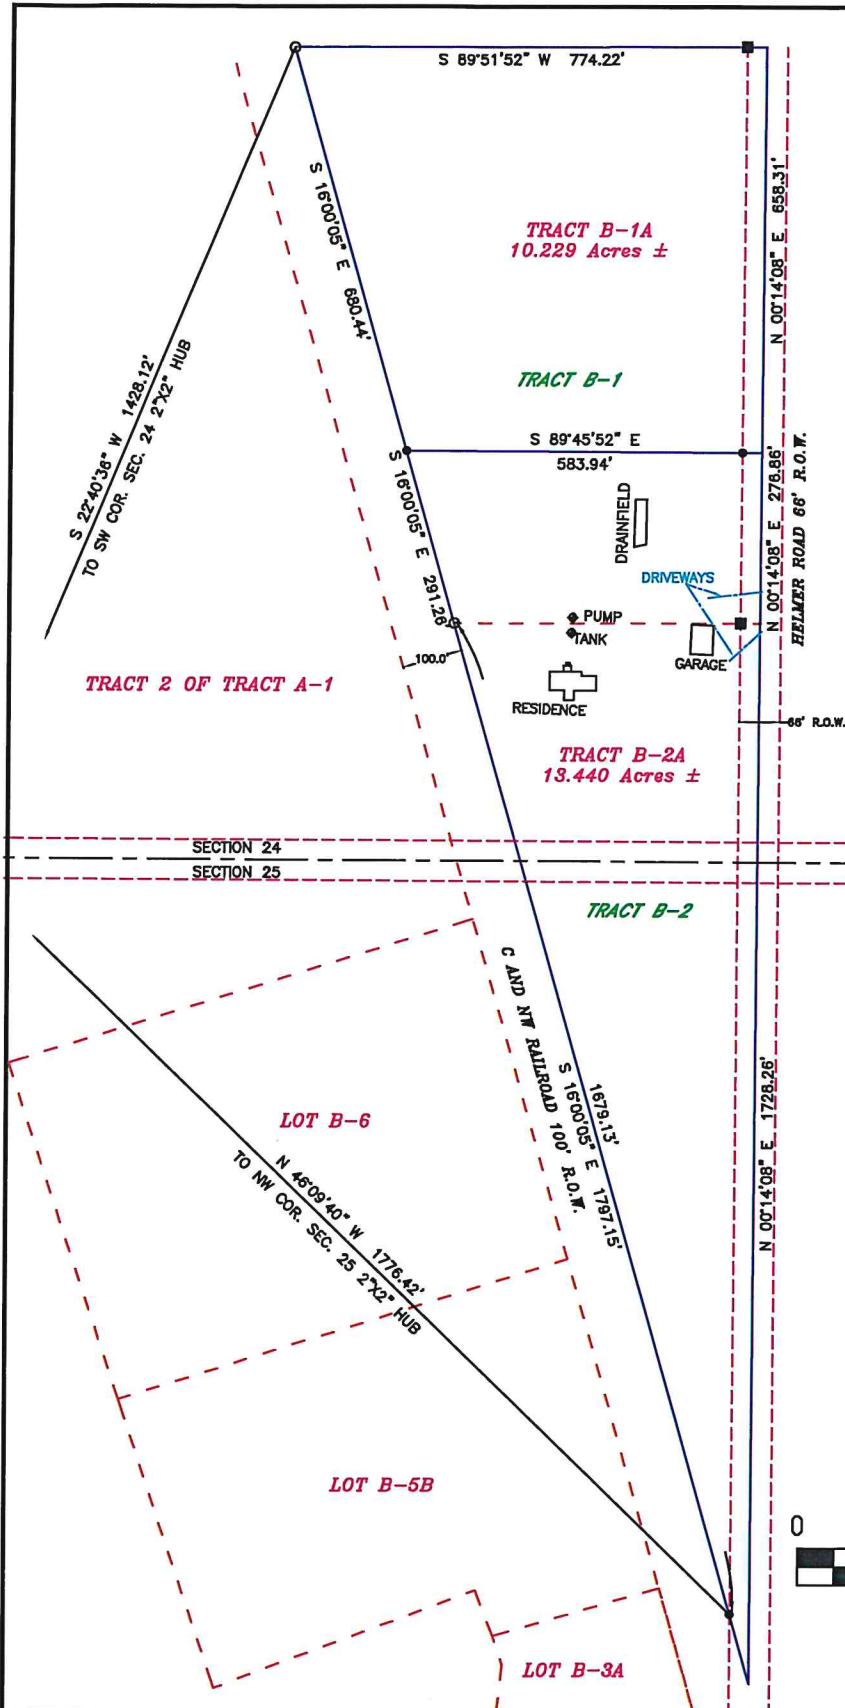 S 89°51'52" W 774.22'
S 16°00'05" E 680.44'
TRACT B-1A
10.229 Acres ±
N 00°14'08" E 658.31'
TRACT B-1
S 22°40'36" W 1428.12'
TO SW COR. SEC. 24 2"X2" HUB
S 89°45'52" E
583.94'
S 16°00'05" E 291.26'
DRAINFIELD
N 00°14'08" E 276.86'
HELMER ROAD 66' R.O.W.
DRIVEWAYS
PUMP
TANK
GARAGE
100.0'
RESIDENCE
TRACT 2 OF TRACT A-1
66' R.O.W.
TRACT B-2A
13.440 Acres ±
SECTION 24
SECTION 25
TRACT B-2
C AND NW RAILROAD 100' R.O.W.
1679.13'
S 16°00'05" E 1797.15'
N 00°14'08" E 1728.26'
LOT B-6
N 46°09'40" W 1776.42'
TO NW COR. SEC. 25 2"X2" HUB
LOT B-5B
0
LOT B-3A